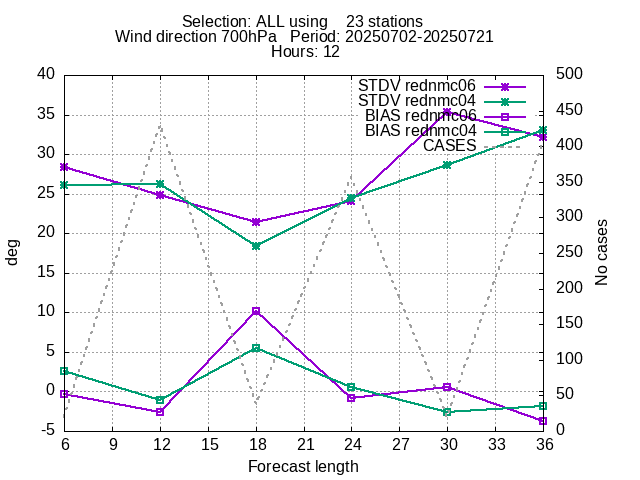 Selection: ALL using    23 stations
Wind direction 700hPa   Period: 20250702-20250721
Hours: 12
STDV rednmc06
STDV rednmc04
BIAS rednmc06
BIAS rednmc04
CASES
deg
40
35
30
25
20
15
10
5
0
-5
No cases
500
450
400
350
300
250
200
150
100
50
0
6 9 12 15 18 21 24 27 30 33 36
Forecast length